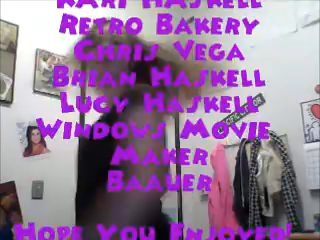 Kari Haskell
Retro Bakery
Chris Vega
Brian Haskell
Lucy Haskell
Windows Movie
Maker
Baauer
Hope You Enjoyed!